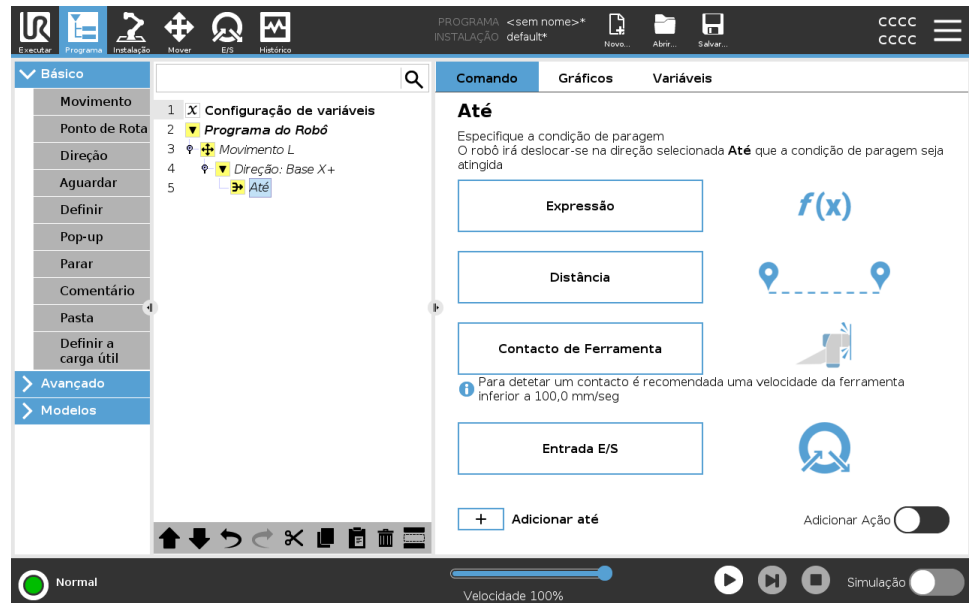 PROGRAMA <sem nome>*
INSTALAÇÃO default*
UR
Executar
Programa
Instalação
Mover
E/S
Histórico
Novo...
Abrir...
Salvar...
CCCC
CCCC
Básico
Movimento
Ponto de Rota
Direção
Aguardar
Definir
Pop-up
Parar
Comentário
Pasta
Definir a
carga útil
Avançado
Modelos
1 X Configuração de variáveis
2 Programa do Robô
3 Movimento L
4 Direção: Base X+
5 Até
Comando Gráficos Variáveis
Até
Especifique a condição de paragem
O robô irá deslocar-se na direção selecionada Até que a condição de paragem seja
atingida
Expressão
f(x)
Distância
Contacto de Ferramenta
Para detetar um contacto é recomendada uma velocidade da ferramenta
inferior a 100,0 mm/seg
Entrada E/S
+ Adicionar até
Adicionar Ação
Normal
Velocidade 100%
Simulação